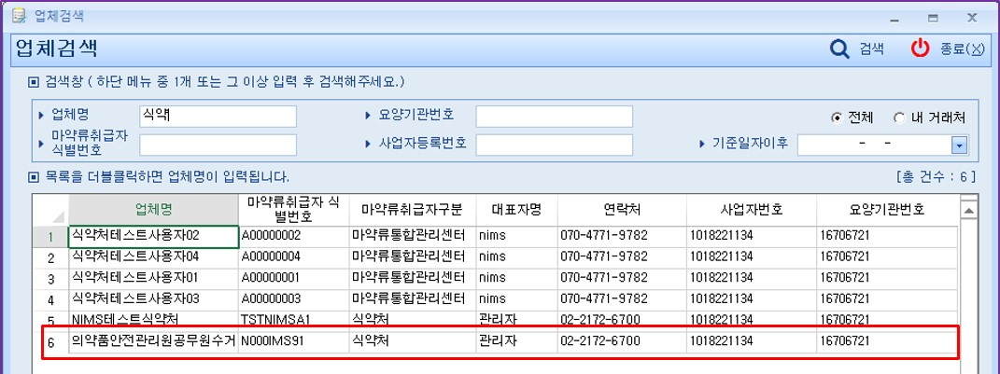 업체검색
업체검색 검색 종료(X)
검색창 ( 하단 메뉴 중 1개 또는 그 이상 입력 후 검색해주세요.)
업체명 식약 요양기관번호 전체 내 거래처
마약류취급자 식별번호 사업자등록번호 기준일자이후 - -
목록을 더블클릭하면 업체명이 입력됩니다. [총 건수 : 6 ]
업체명 마약류취급자 식별번호 마약류취급자구분 대표자명 연락처 사업자번호 요양기관번호
1 식약처테스트사용자02 A00000002 마약류통합관리센터 nims 070-4771-9782 1018221134 16706721
2 식약처테스트사용자04 A00000004 마약류통합관리센터 nims 070-4771-9782 1018221134 16706721
3 식약처테스트사용자01 A00000001 마약류통합관리센터 nims 070-4771-9782 1018221134 16706721
4 식약처테스트사용자03 A00000003 마약류통합관리센터 nims 070-4771-9782 1018221134 16706721
5 NIMS테스트식약처 TSTNIMSA1 식약처 관리자 02-2172-6700 1018221134 16706721
6 의약품안전관리원공무원수거 N000IMS91 식약처 관리자 02-2172-6700 1018221134 16706721